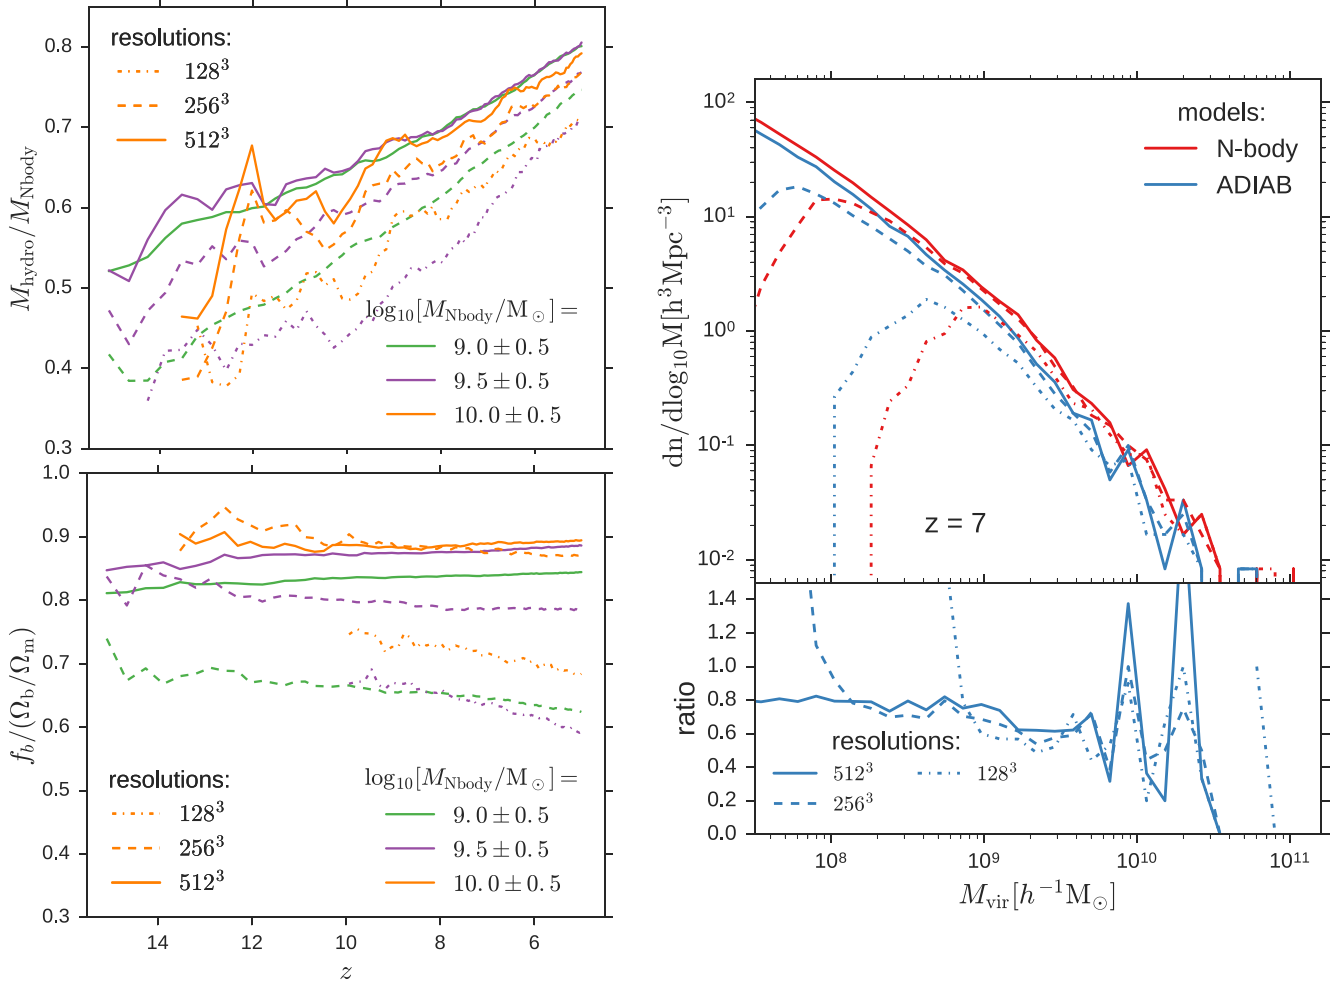 resolutions:
128³
256³
512³
M_hydro/M_Nbody
0.8
0.7
0.6
0.5
0.4
0.3
log₁₀[M_Nbody/M_⊙] =
9.0 ± 0.5
9.5 ± 0.5
10.0 ± 0.5
f_b/(Ω_b/Ω_m)
1.0
0.9
0.8
0.7
0.6
0.5
0.4
0.3
resolutions:
128³
256³
512³
log₁₀[M_Nbody/M_⊙] =
9.0 ± 0.5
9.5 ± 0.5
10.0 ± 0.5
14 12 10 8 6
z
dn/dlog₁₀M[h³Mpc⁻³]
10²
10¹
10⁰
10⁻¹
10⁻²
models:
N-body
ADIAB
z = 7
ratio
1.4
1.2
1.0
0.8
0.6
0.4
0.2
0.0
resolutions:
512³ 128³
256³
10⁸ 10⁹ 10¹⁰ 10¹¹
M_vir[h⁻¹M_⊙]